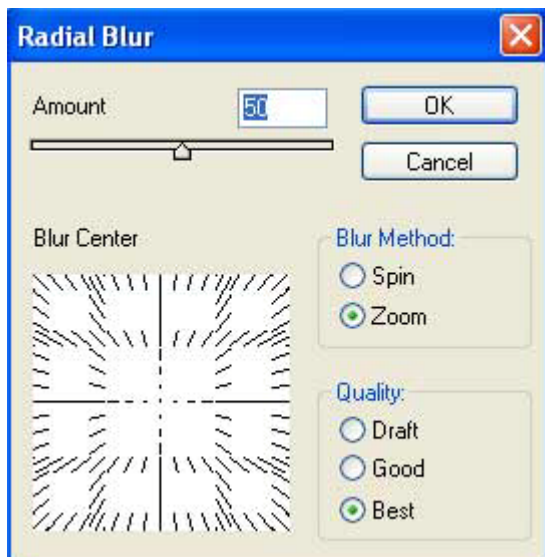 Radial Blur
Amount 50 OK
Cancel
Blur Center
Blur Method:
Spin
Zoom
Quality:
Draft
Good
Best